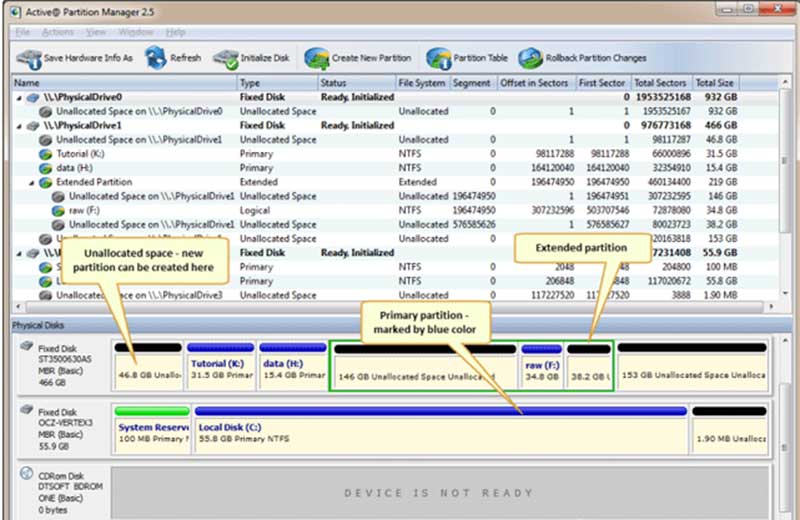 Active@ Partition Manager 2.5
File Actions View Window Help
Save Hardware Info As Refresh Initialize Disk Create New Partition Partition Table Rollback Partition Changes
Name Type Status File System Segment Offset in Sectors First Sector Total Sectors Total Size
\\.\PhysicalDrive0 Fixed Disk Ready, Initialized 0 1953525168 932 GB
Unallocated Space on \\.\PhysicalDrive0 Unallocated Space Unallocated 0 1 1 1953525167 932 GB
\\.\PhysicalDrive1 Fixed Disk Ready, Initialized 0 976773168 466 GB
Unallocated Space on \\.\PhysicalDrive1 Unallocated Space Unallocated 0 1 1 98117287 46.8 GB
Tutorial (K:) Primary NTFS 0 98117288 98117288 66000896 31.5 GB
data (H:) Primary NTFS 0 164120040 164120040 32354910 15.4 GB
Extended Partition Extended Extended 0 196474950 196474950 460134400 219 GB
Unallocated Space on \\.\PhysicalDrive1 Unallocated Space Unallocated 196474950 1 196474951 307232595 146 GB
raw (F:) Logical NTFS 196474950 307232596 503707546 72878080 34.8 GB
Unallocated Space on \\.\PhysicalDrive1 Unallocated Space Unallocated 576585626 1 576585627 80023723 38.2 GB
Unallocated Space Unallocated 0 20163818 153 GB
Fixed Disk Ready, Initialized 7231408 55.9 GB
Primary NTFS 0 2048 2048 204800 100 MB
Primary NTFS 0 206848 206848 117020672 55.8 GB
Unallocated Space on \\.\PhysicalDrive3 Unallocated Space Unallocated 0 117227520 117227520 3888 1.90 MB
Unallocated space - new
partition can be created here
Extended partition
Primary partition -
marked by blue color
Physical Disks
Fixed Disk
ST3500630AS
MBR (Basic)
466 GB
46.8 GB Unallo
Tutorial (K:)
31.5 GB Primar
data (H:)
15.4 GB Primar
146 GB Unallocated Space Unallocated
raw (F:)
34.8 GB
38.2 GB U
153 GB Unallocated Space Unalloca
Fixed Disk
OCZ-VERTEX3
MBR (Basic)
55.9 GB
System Reserve
100 MB Primary N
Local Disk (C:)
55.8 GB Primary NTFS
1.90 MB Unalloca
CDRom Disk
DTSOFT BDROM
ONE (Basic)
0 bytes
DEVICE IS NOT READY